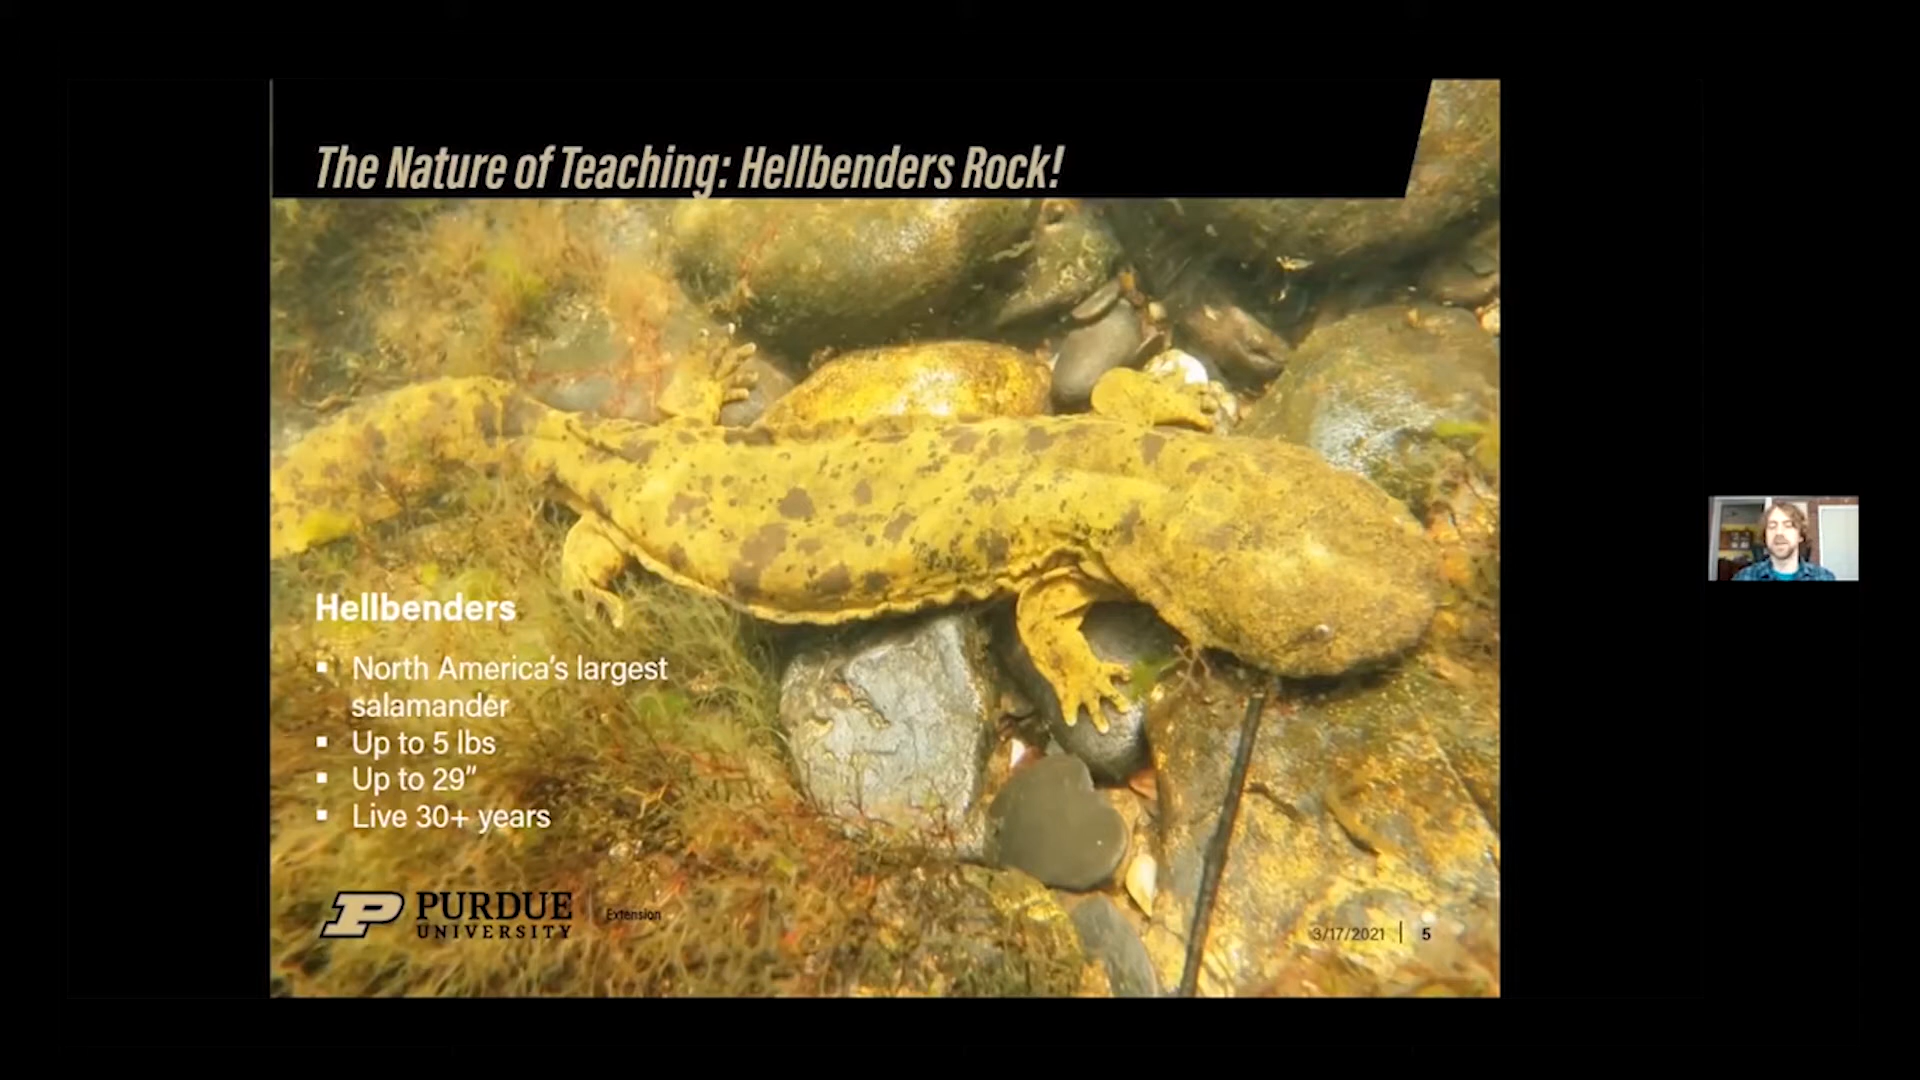 The Nature of Teaching: Hellbenders Rock!
Hellbenders
▪ North America's largest
salamander
▪ Up to 5 lbs
▪ Up to 29"
▪ Live 30+ years
PURDUE
UNIVERSITY
Extension
3/17/2021 | 5